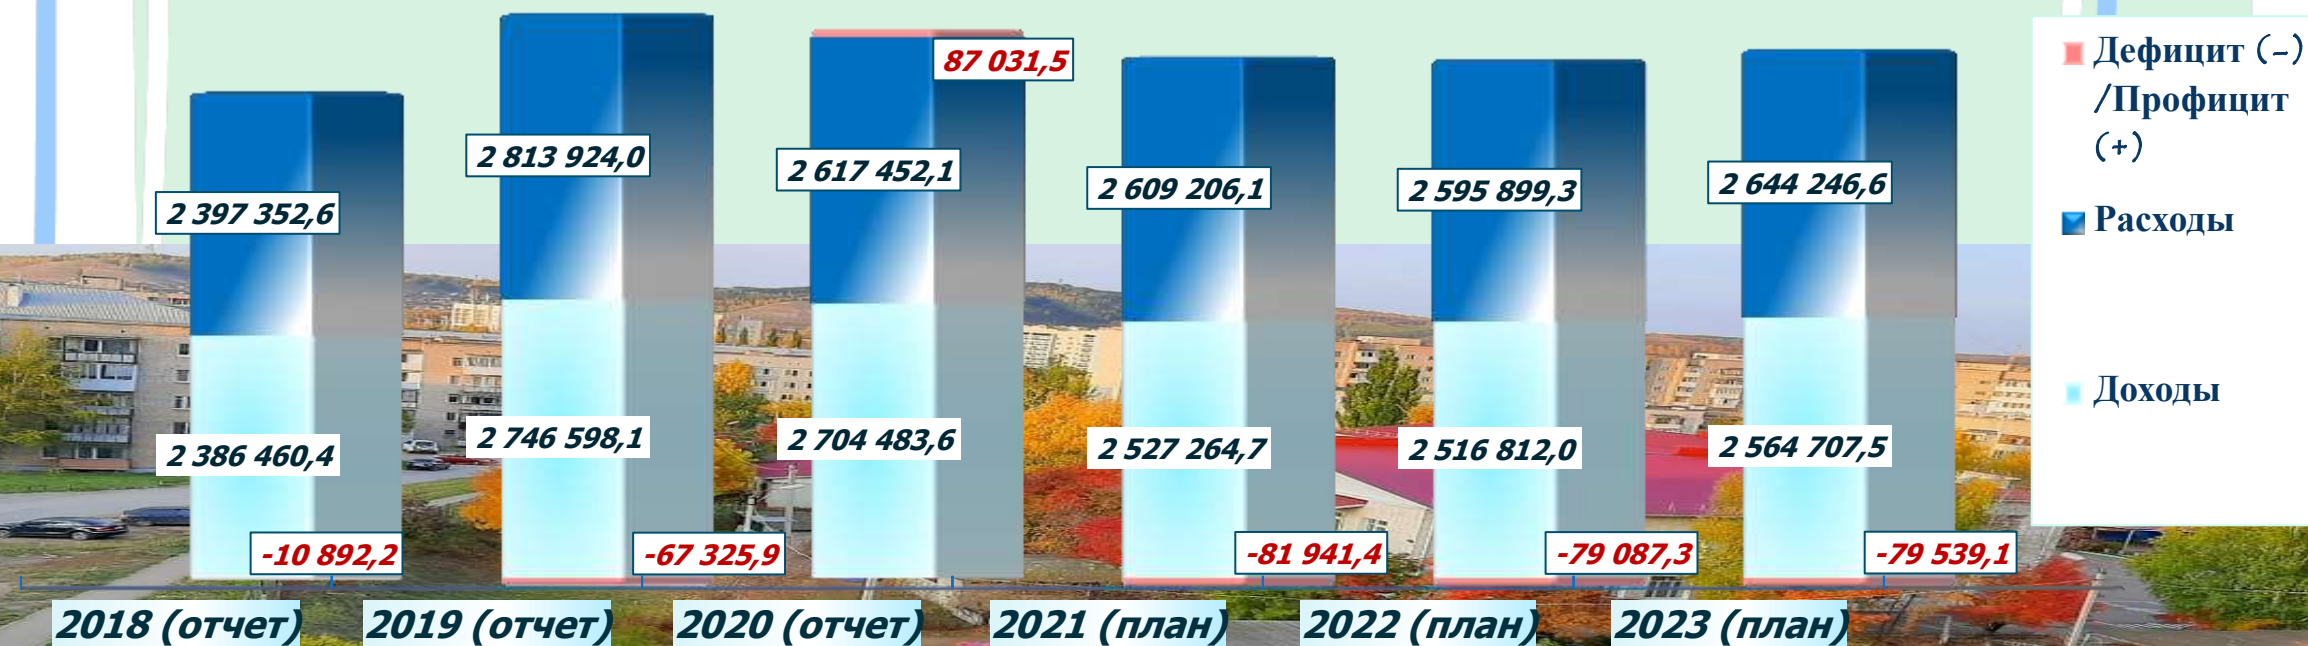 87 031,5
2 397 352,6
2 813 924,0
2 617 452,1
2 609 206,1
2 595 899,3
2 644 246,6
2 386 460,4
2 746 598,1
2 704 483,6
2 527 264,7
2 516 812,0
2 564 707,5
-10 892,2
-67 325,9
-81 941,4
-79 087,3
-79 539,1
2018 (отчет)
2019 (отчет)
2020 (отчет)
2021 (план)
2022 (план)
2023 (план)
Дефицит (-)
/Профицит
(+)
Расходы
Доходы